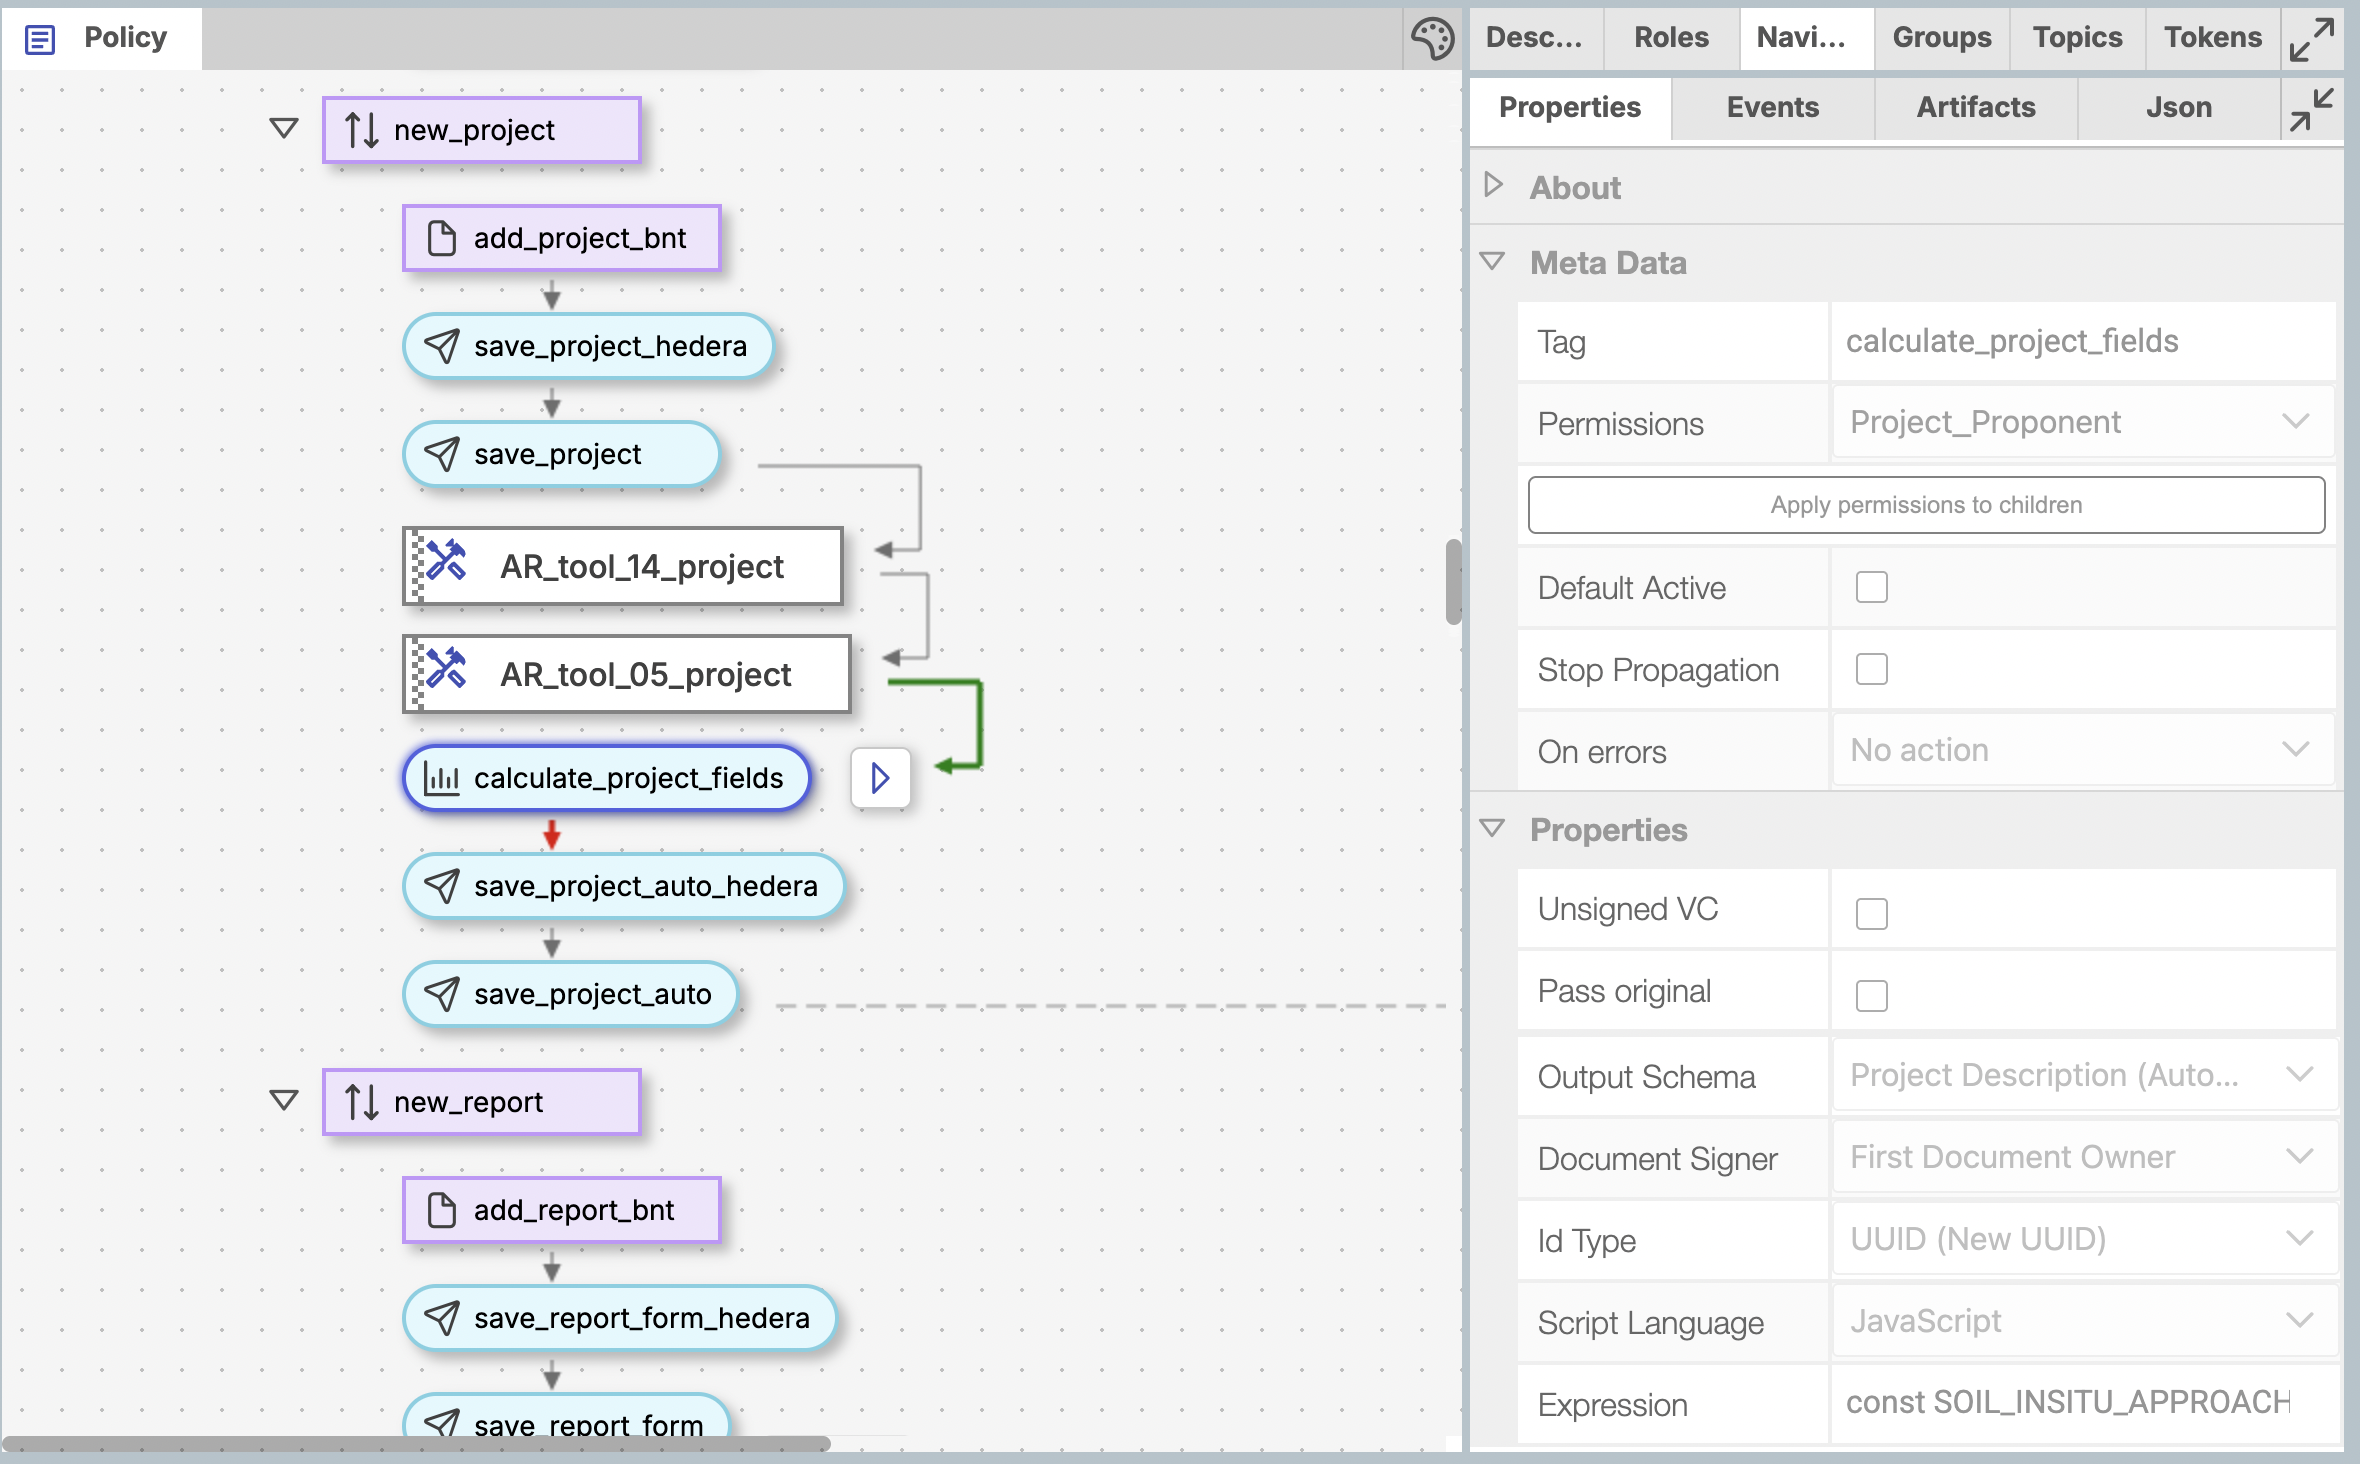 Policy
new_project
add_project_bnt
save_project_hedera
save_project
AR_tool_14_project
AR_tool_05_project
calculate_project_fields
save_project_auto_hedera
save_project_auto
new_report
add_report_bnt
save_report_form_hedera
save_report_form
Desc...
Roles
Navi...
Groups
Topics
Tokens
Properties
Events
Artifacts
Json
About
Meta Data
Tag
calculate_project_fields
Permissions
Project_Proponent
Apply permissions to children
Default Active
Stop Propagation
On errors
No action
Properties
Unsigned VC
Pass original
Output Schema
Project Description (Auto...
Document Signer
First Document Owner
Id Type
UUID (New UUID)
Script Language
JavaScript
Expression
const SOIL_INSITU_APPROACH